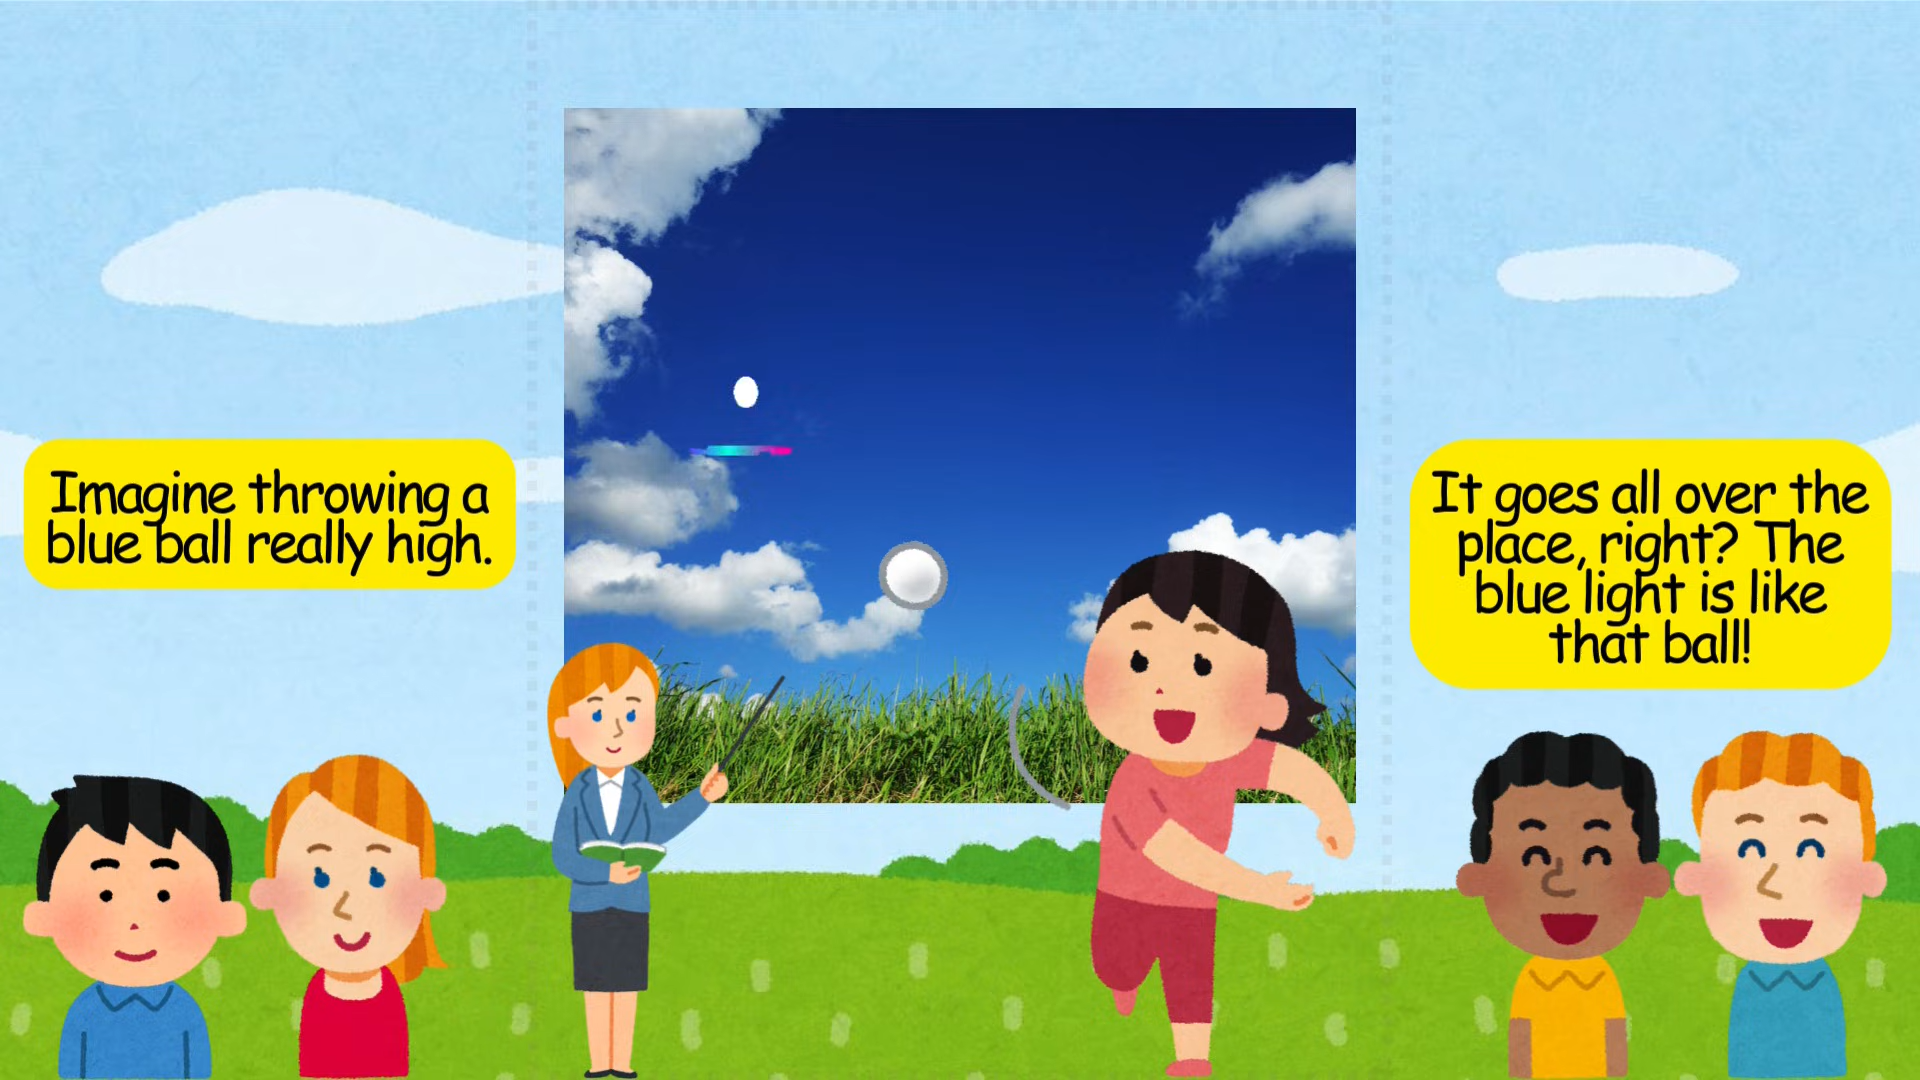 Imagine throwing a
blue ball really high.
It goes all over the
place, right? The
blue light is like
that ball!